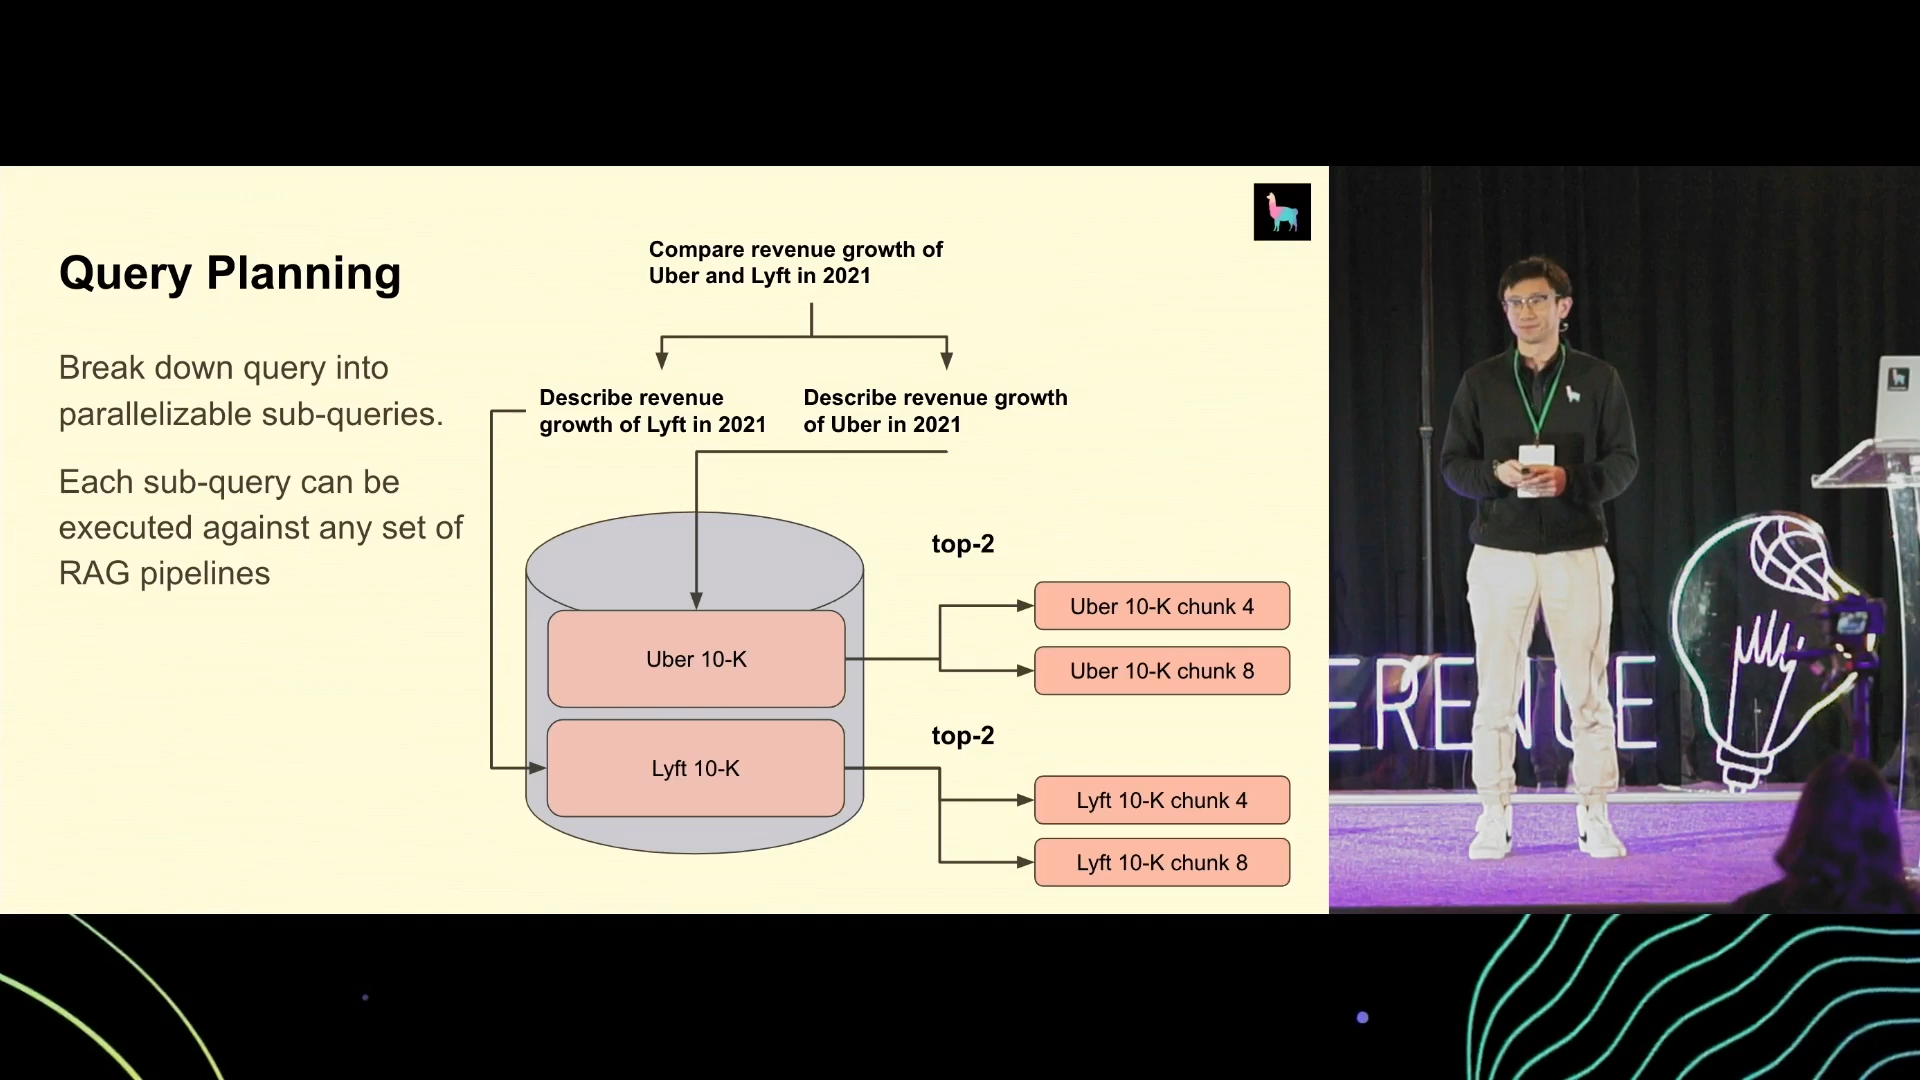 Query Planning
Break down query into
parallelizable sub-queries.
Each sub-query can be
executed against any set of
RAG pipelines
Compare revenue growth of
Uber and Lyft in 2021
Describe revenue
growth of Lyft in 2021
Describe revenue growth
of Uber in 2021
Uber 10-K
Lyft 10-K
top-2
Uber 10-K chunk 4
Uber 10-K chunk 8
top-2
Lyft 10-K chunk 4
Lyft 10-K chunk 8
ERENCE